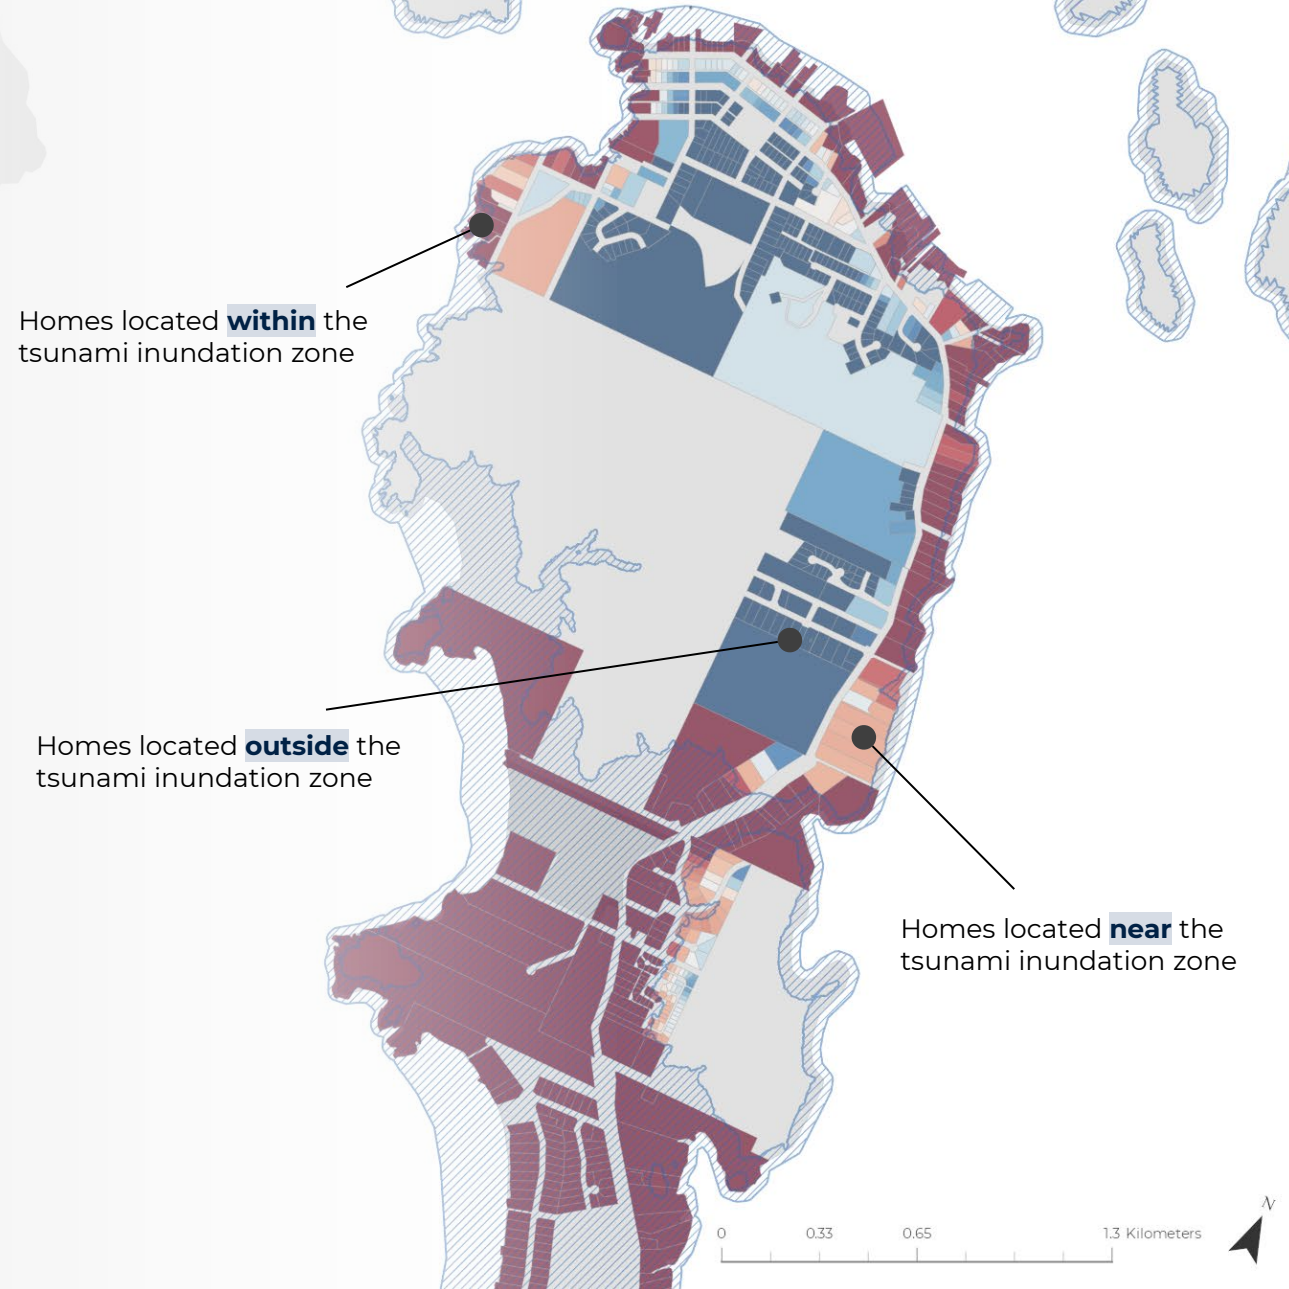 Homes located within the
tsunami inundation zone
Homes located outside the
tsunami inundation zone
Homes located near the
tsunami inundation zone
N
0 0.33 0.65 1.3 Kilometers